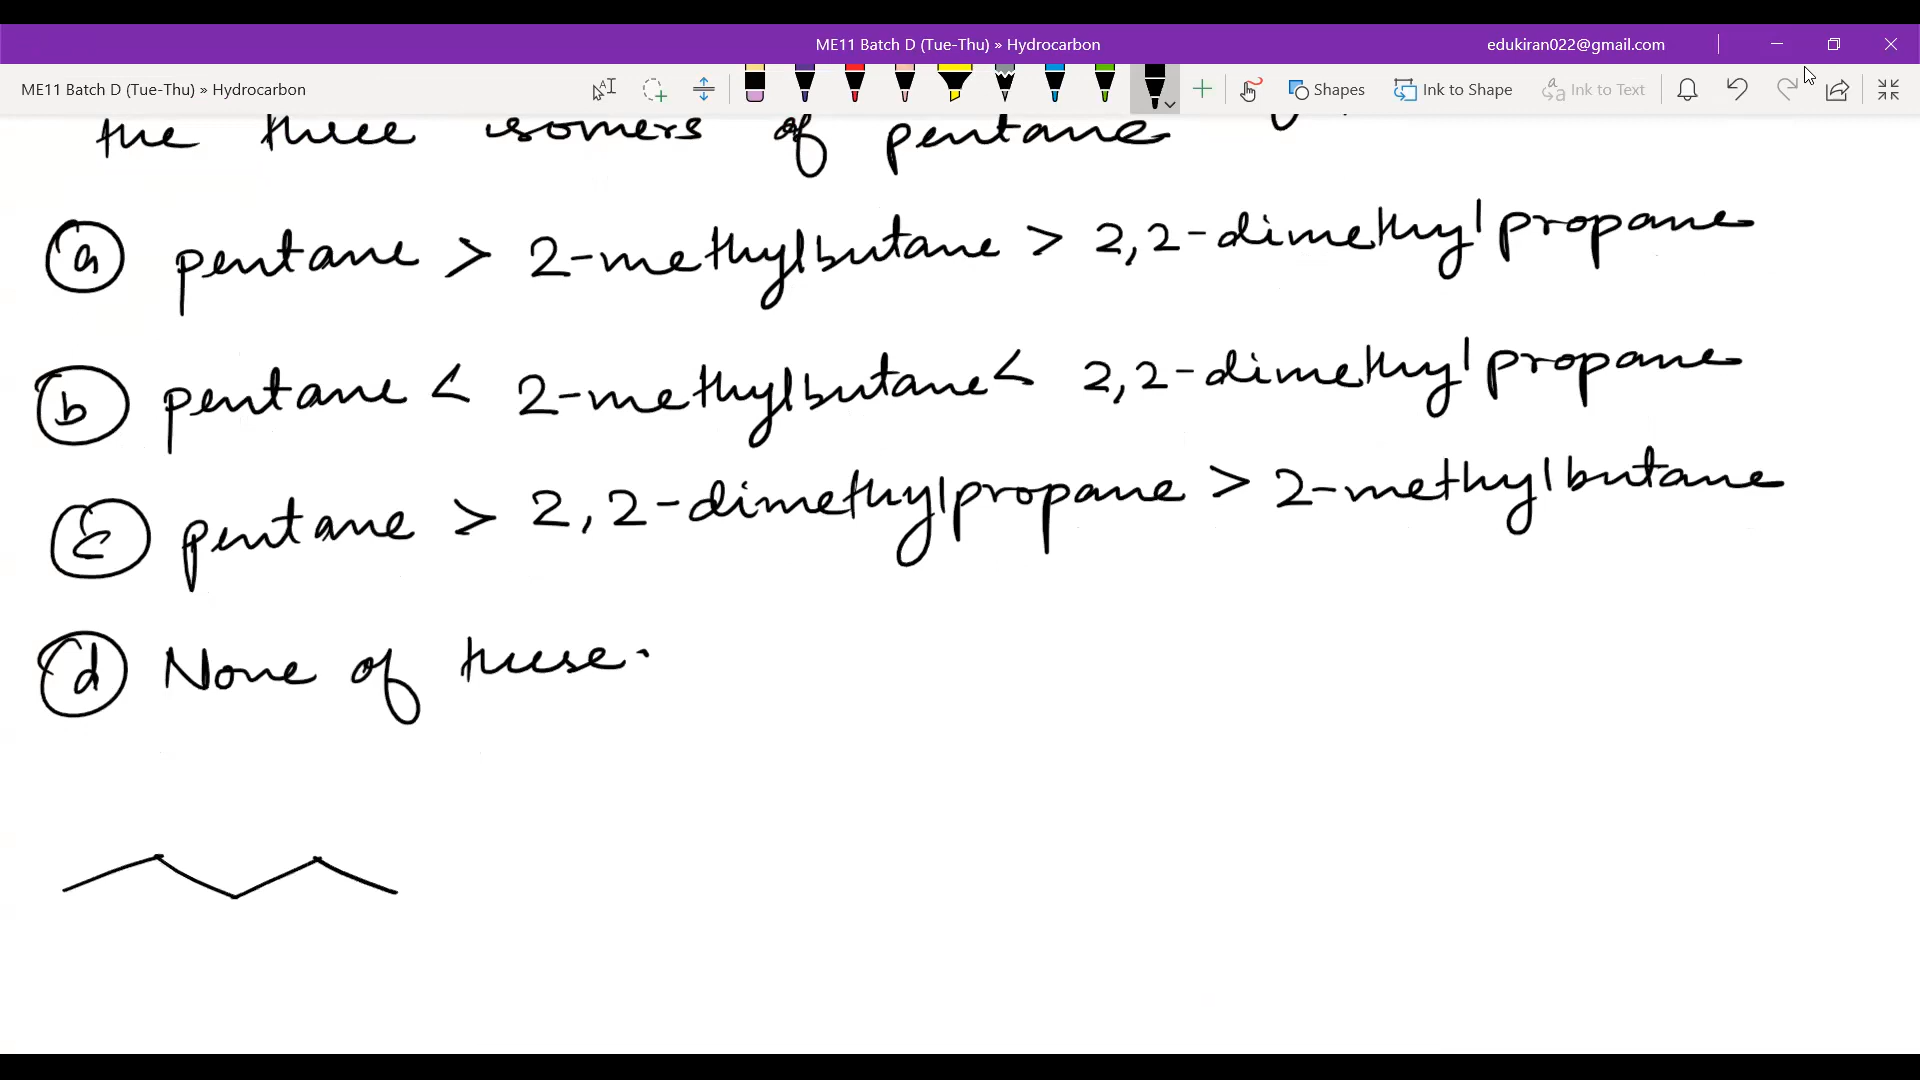 ME11 Batch D (Tue-Thu) » Hydrocarbon
edukiran022@gmail.com
ME11 Batch D (Tue-Thu) » Hydrocarbon
Shapes
Ink to Shape
Ink to Text
the three isomers of pentane
(a) pentane > 2-methylbutane > 2,2-dimethylpropane
(b) pentane < 2-methylbutane < 2,2-dimethylpropane
(c) pentane > 2,2-dimethylpropane > 2-methylbutane
(d) None of these.